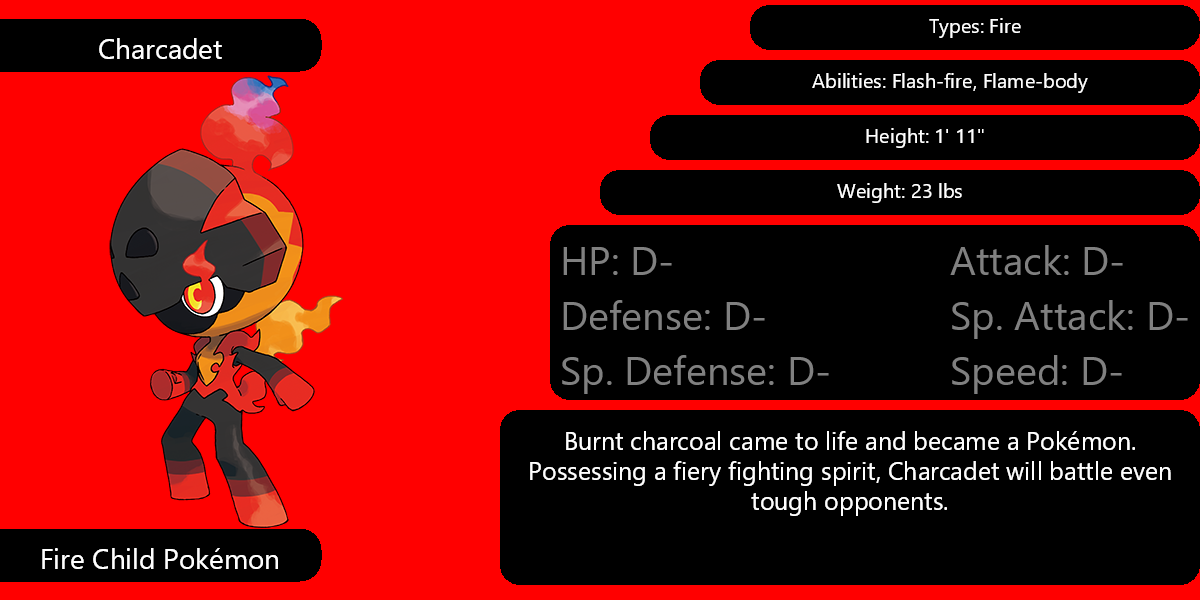 Charcadet
Types: Fire
Abilities: Flash-fire, Flame-body
Height: 1' 11"
Weight: 23 lbs
HP: D-
Attack: D-
Defense: D-
Sp. Attack: D-
Sp. Defense: D-
Speed: D-
Burnt charcoal came to life and became a Pokémon.
Possessing a fiery fighting spirit, Charcadet will battle even
tough opponents.
Fire Child Pokémon